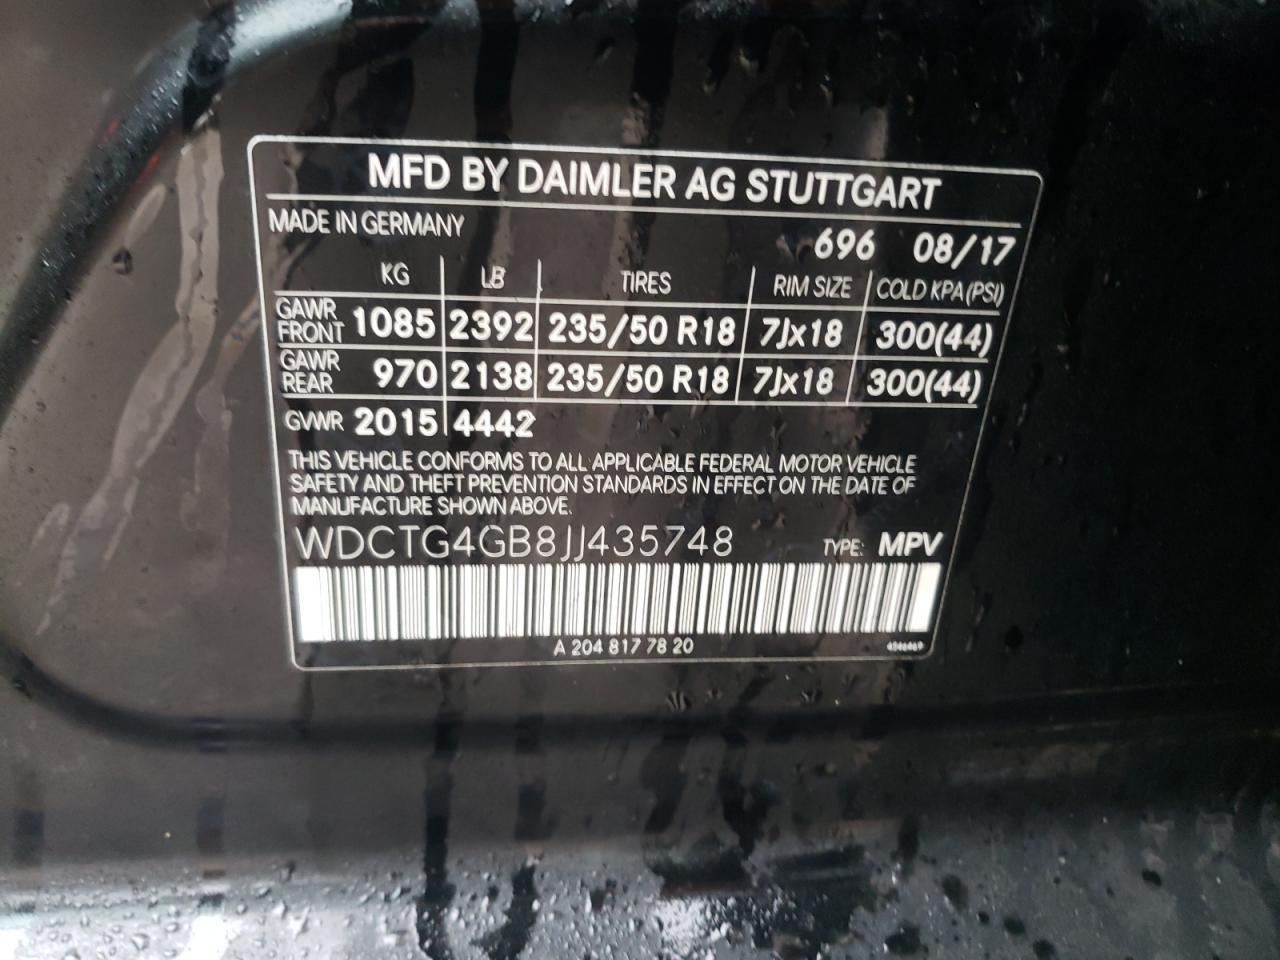 MFD BY DAIMLER AG STUTTGART
MADE IN GERMANY
696 08/17
KG LB TIRES RIM SIZE COLD KPA (PSI)
GAWR FRONT 1085 2392 235/50 R18 7Jx18 300(44)
GAWR REAR 970 2138 235/50 R18 7Jx18 300(44)
GVWR 2015 4442
THIS VEHICLE CONFORMS TO ALL APPLICABLE FEDERAL MOTOR VEHICLE
SAFETY AND THEFT PREVENTION STANDARDS IN EFFECT ON THE DATE OF
MANUFACTURE SHOWN ABOVE.
WDCTG4GB8JJ435748 TYPE: MPV
A 204 817 78 20